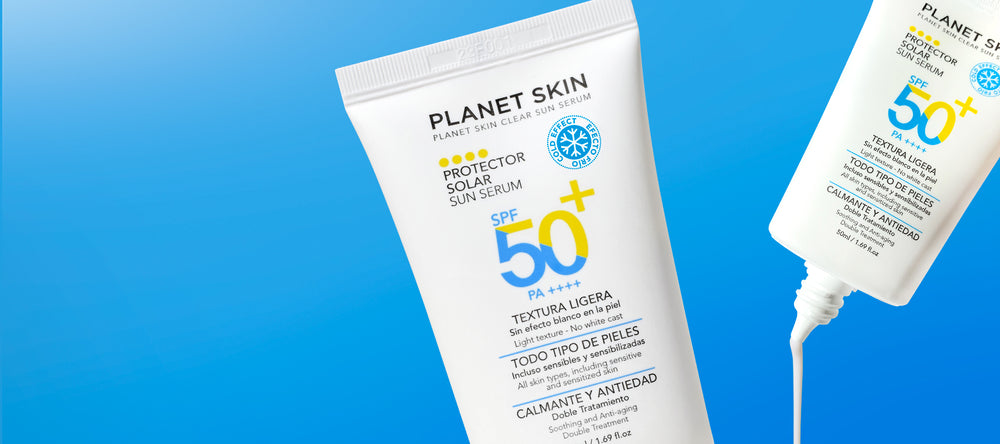 PLANET SKIN
PLANET SKIN CLEAR SUN SERUM
COLD EFFECT EFECTO FRÍO
PROTECTOR
SOLAR
SUN SERUM
SPF
50+
PA ++++
TEXTURA LIGERA
Sin efecto blanco en la piel
Light texture - No white cast
TODO TIPO DE PIELES
Incluso sensibles y sensibilizadas
All skin types, including sensitive
and sensitized skin
CALMANTE Y ANTIEDAD
Doble Tratamiento
Soothing and Anti-aging
Double Treatment
/ 1.69 fl.oz
PLANET SKIN
PLANET SKIN CLEAR SUN SERUM
PROTECTOR
SOLAR
SUN SERUM
COLD EFFECT
SPF
50+
PA ++++
TEXTURA LIGERA
Sin efecto blanco en la piel
Light texture - No white cast
TODO TIPO DE PIELES
Incluso sensibles y sensibilizadas
All skin types, including sensitive
and sensitized skin
CALMANTE Y ANTIEDAD
Doble Tratamiento
Soothing and Anti-aging
Double Treatment
50ml / 1.69 fl.oz